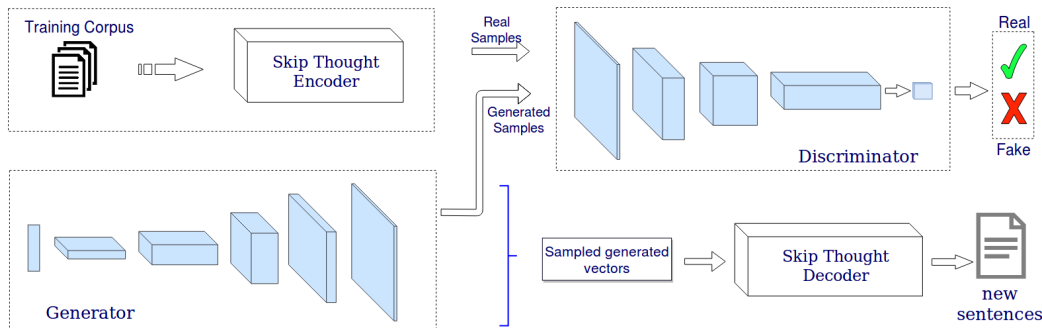 Training Corpus
Skip Thought
Encoder
Real
Samples
Generated
Samples
Discriminator
Real
Fake
Generator
Sampled generated
vectors
Skip Thought
Decoder
new
sentences